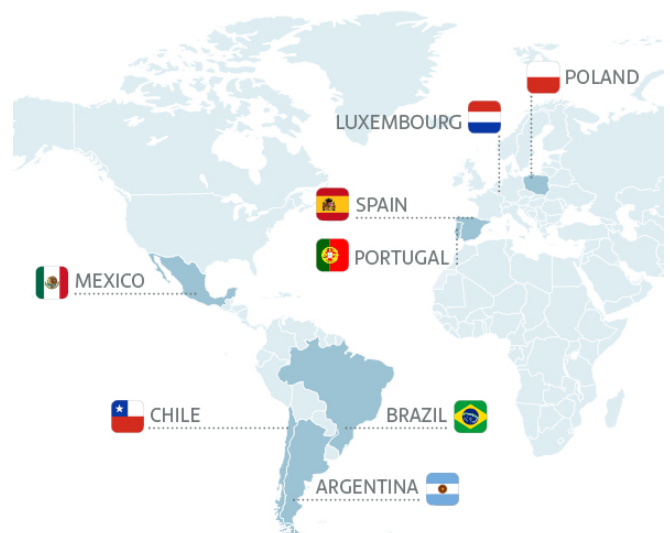 POLAND
LUXEMBOURG
SPAIN
PORTUGAL
MEXICO
CHILE
BRAZIL
ARGENTINA